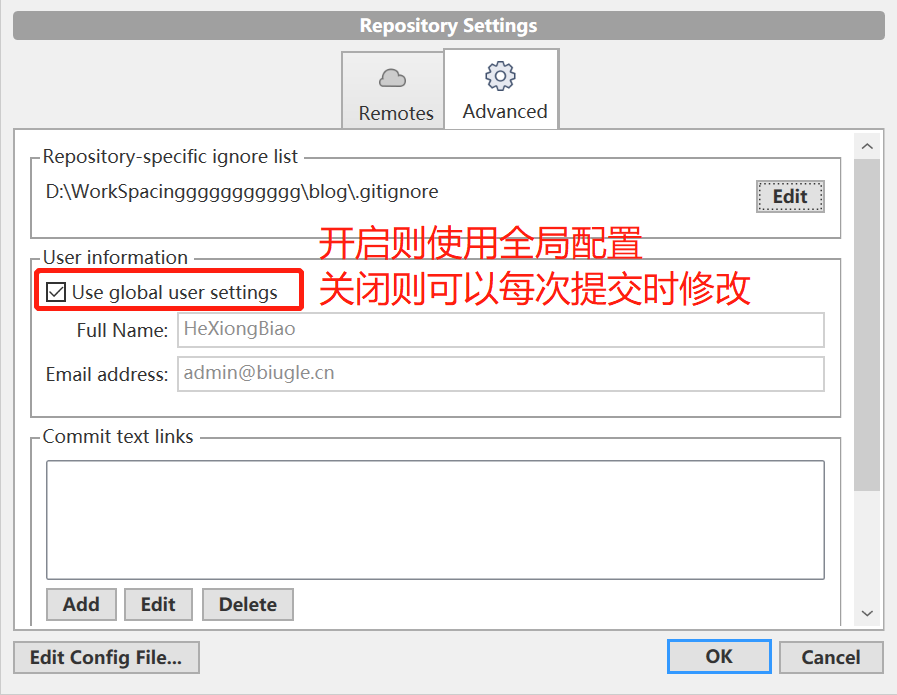 Repository Settings
Remotes
Advanced
Repository-specific ignore list
D:\WorkSpacinggggggggggg\blog\.gitignore
Edit
开启则使用全局配置
User information
关闭则可以每次提交时修改
Use global user settings
Full Name:
HeXiongBiao
Email address:
admin@biugle.cn
Commit text links
Add
Edit
Delete
Edit Config File...
OK
Cancel